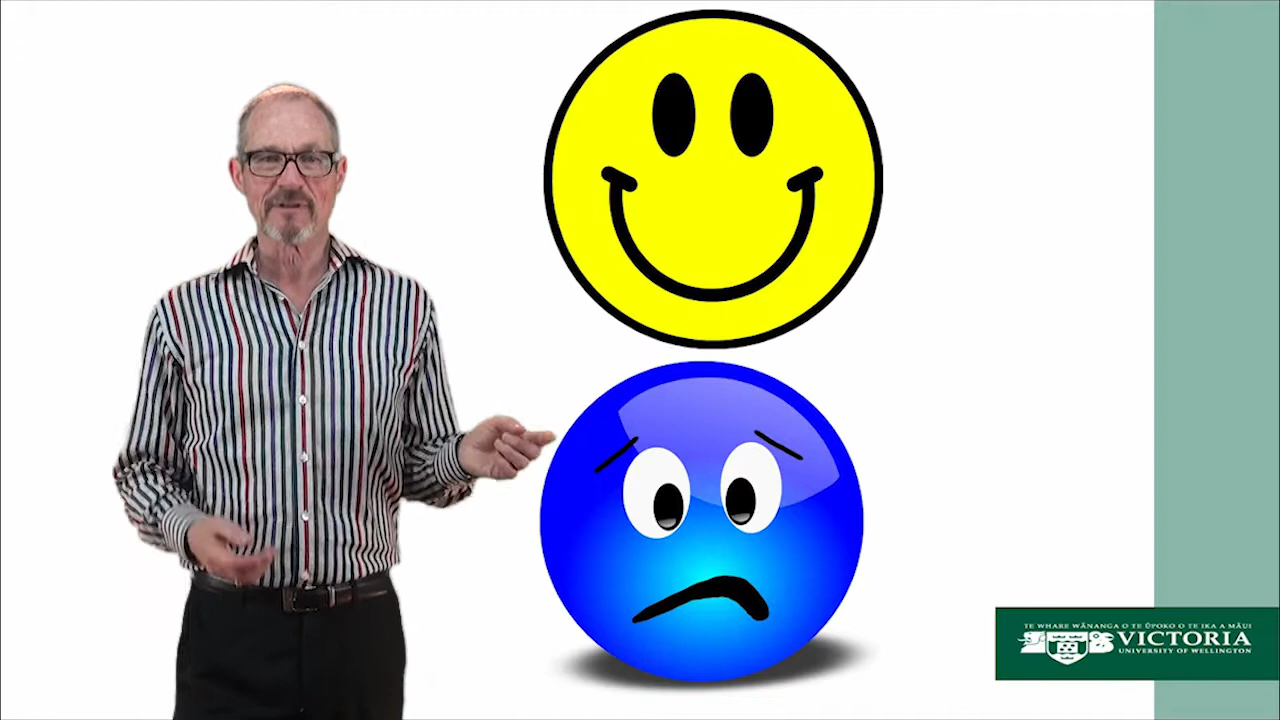 TE WHARE WĀNANGA O TE ŪPOKO O TE IKA A MĀUI
VICTORIA
UNIVERSITY OF WELLINGTON